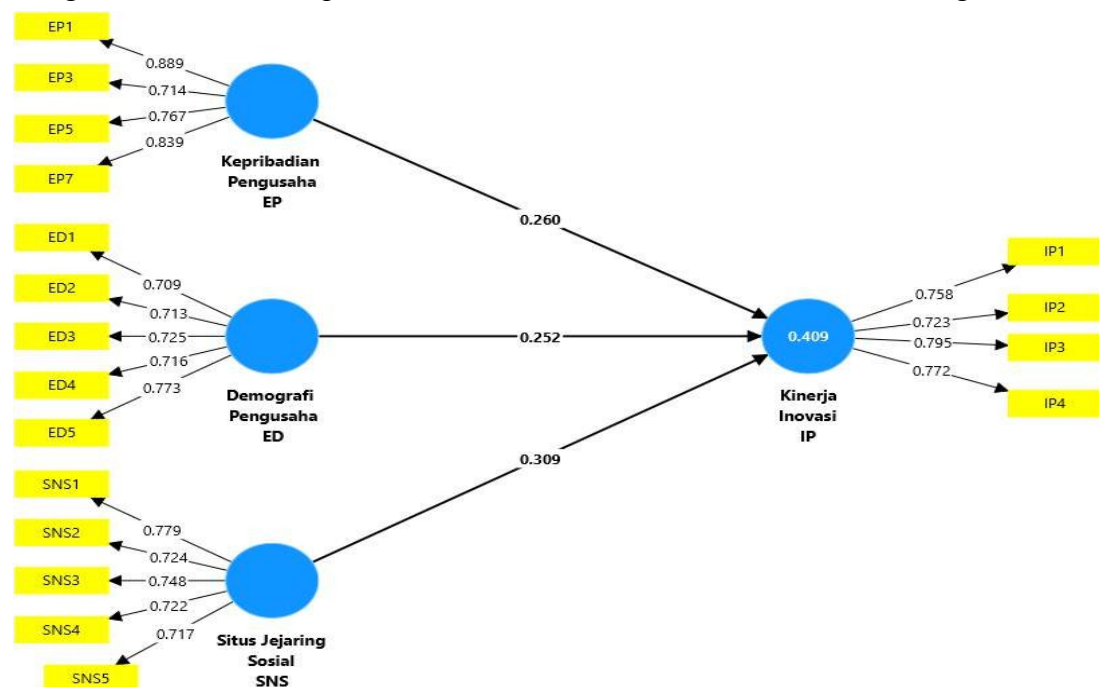 EP1
EP3
EP5
EP7
0.889
0.714
0.767
0.839
Kepribadian
Pengusaha
EP
0.260
ED1
ED2
ED3
ED4
ED5
0.709
0.713
0.725
0.716
0.773
Demografi
Pengusaha
ED
0.252
SNS1
SNS2
SNS3
SNS4
SNS5
0.779
0.724
0.748
0.722
0.717
Situs Jejaring
Sosial
SNS
0.309
0.409
Kinerja
Inovasi
IP
0.758
0.723
0.795
0.772
IP1
IP2
IP3
IP4